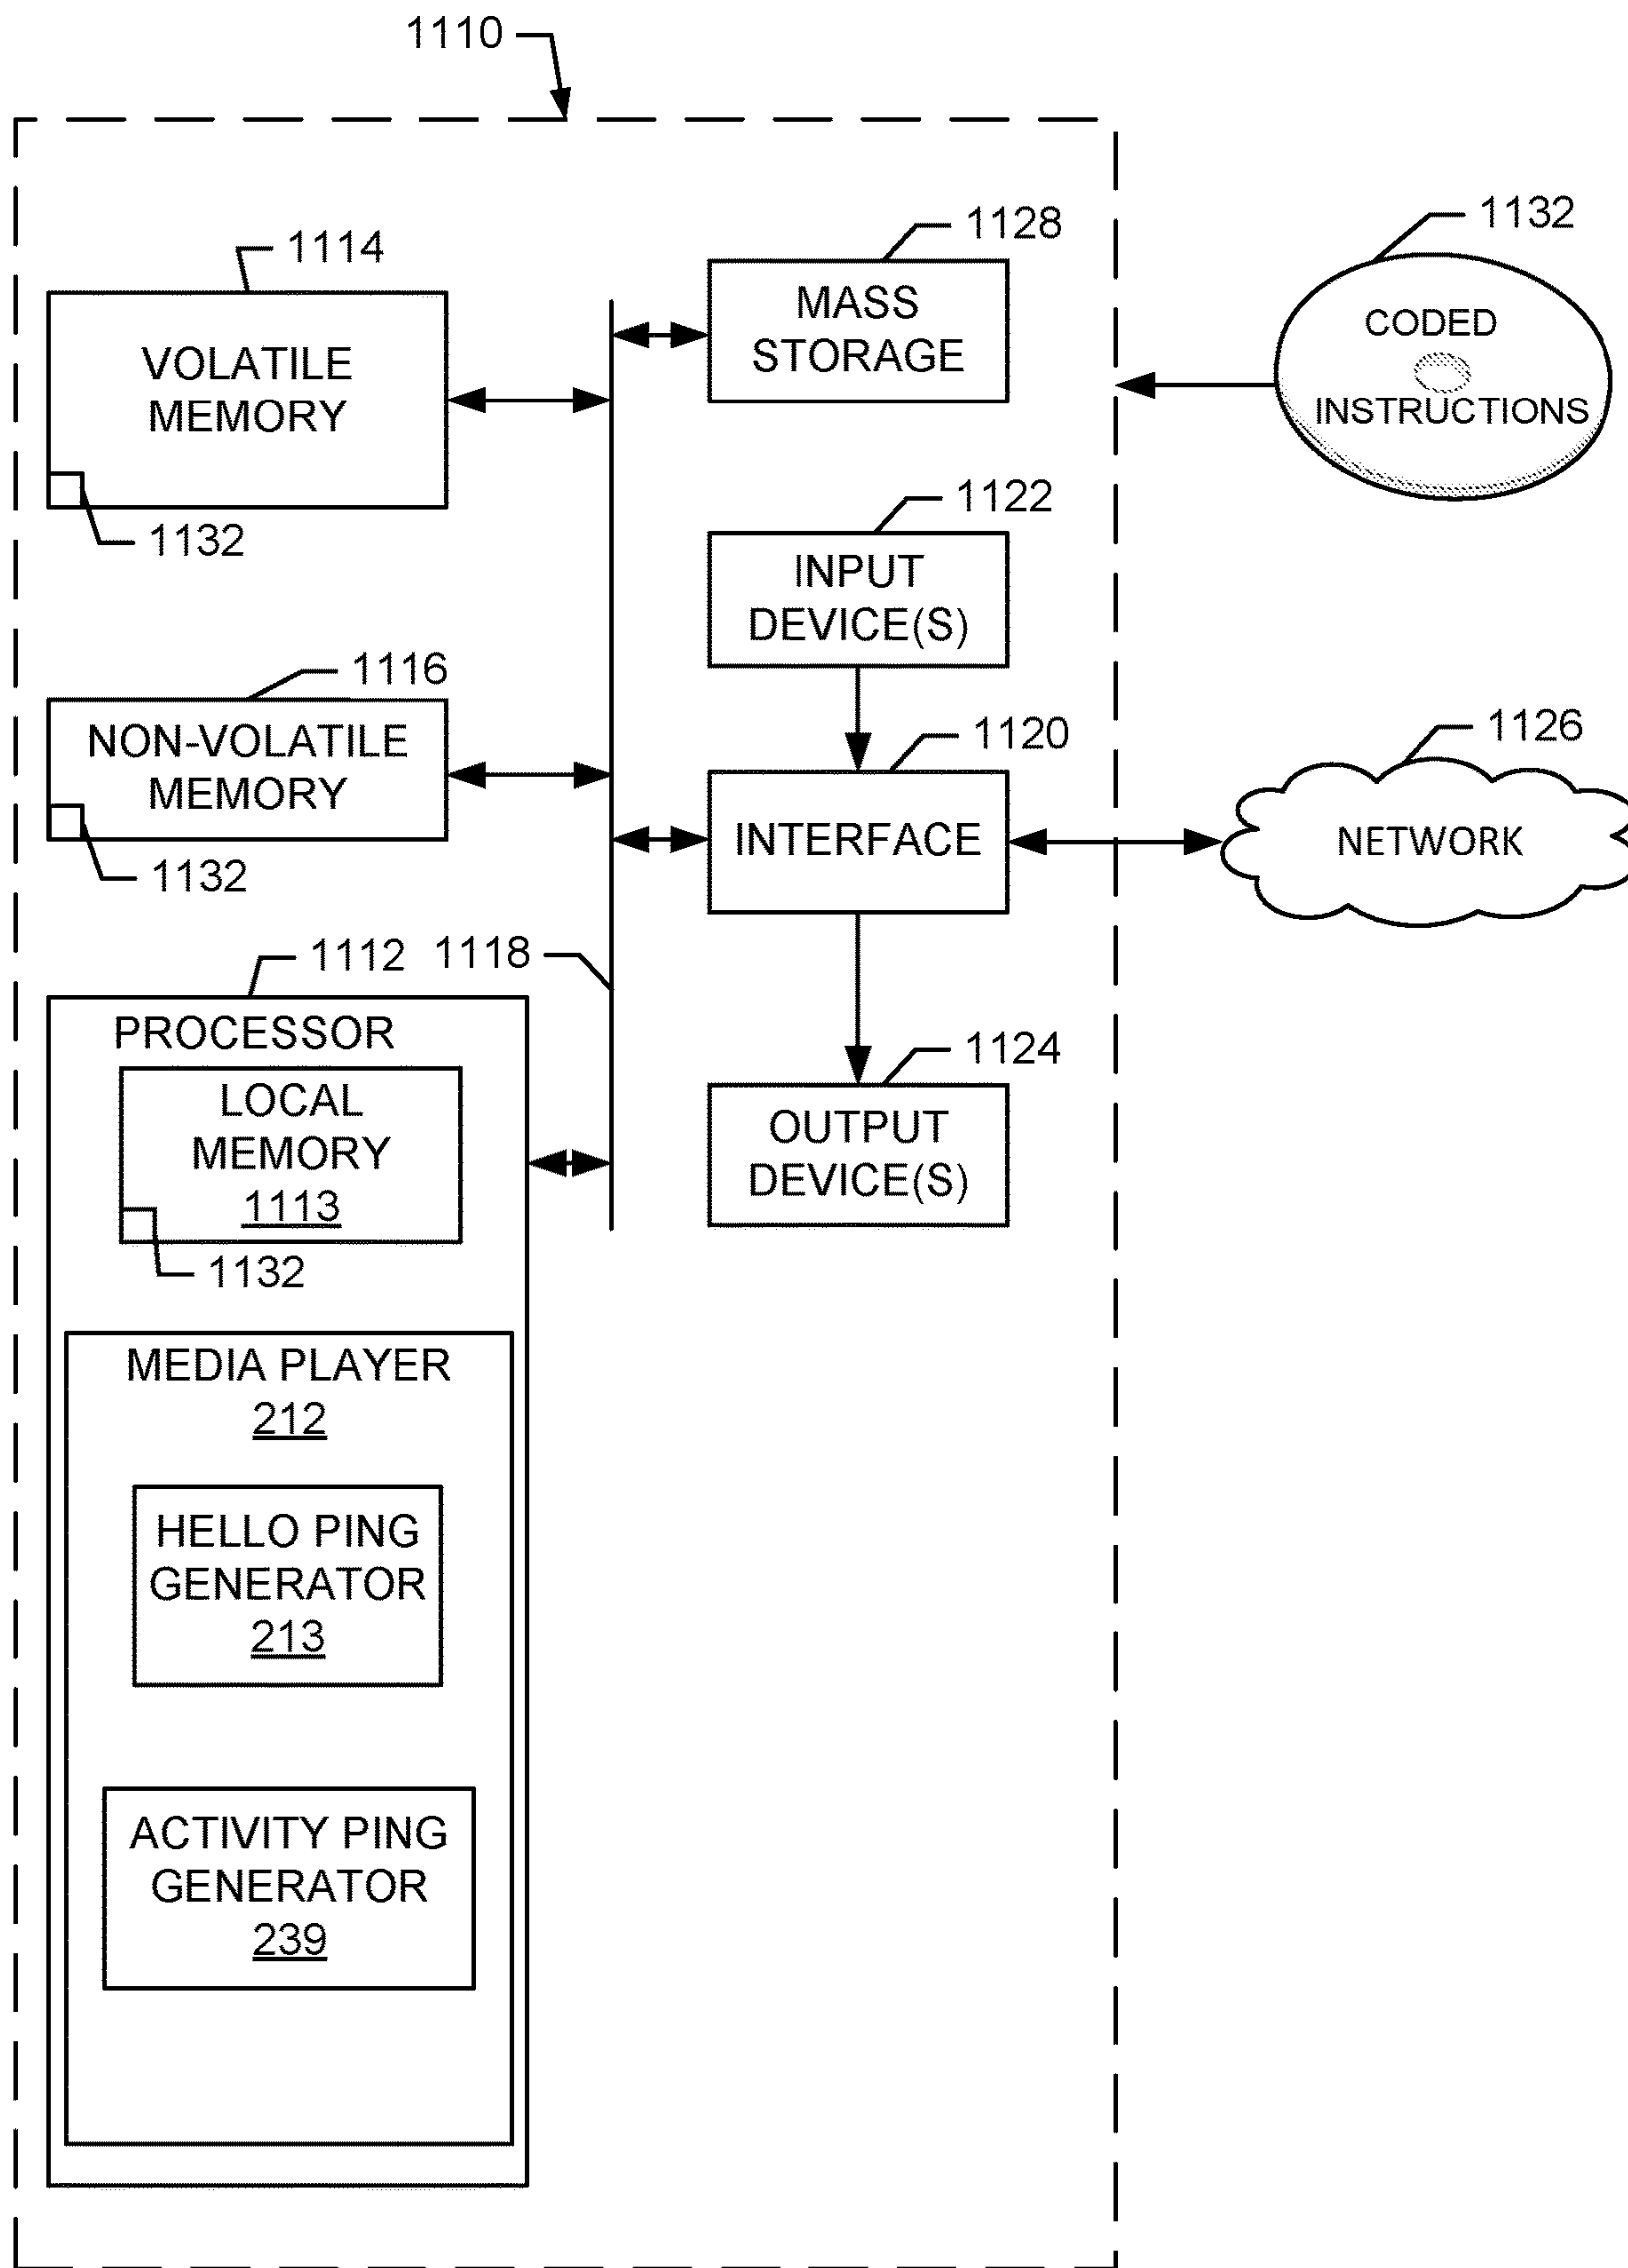 1110
1114
VOLATILE
MEMORY
1132
1128
MASS
STORAGE
1132
CODED
INSTRUCTIONS
1122
INPUT
DEVICE(S)
1116
NON-VOLATILE
MEMORY
1132
1120
INTERFACE
1126
NETWORK
1112
1118
PROCESSOR
LOCAL
MEMORY
1113
1132
1124
OUTPUT
DEVICE(S)
MEDIA PLAYER
212
HELLO PING
GENERATOR
213
ACTIVITY PING
GENERATOR
239